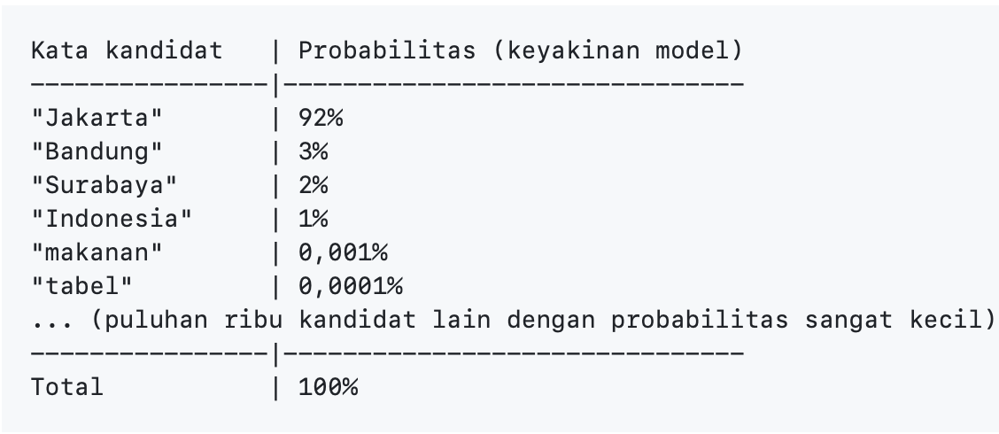 Kata kandidat   | Probabilitas (keyakinan model)
----------------|-------------------------------
"Jakarta"       | 92%
"Bandung"       | 3%
"Surabaya"      | 2%
"Indonesia"     | 1%
"makanan"       | 0,001%
"tabel"         | 0,0001%
... (puluhan ribu kandidat lain dengan probabilitas sangat kecil)
----------------|-------------------------------
Total           | 100%